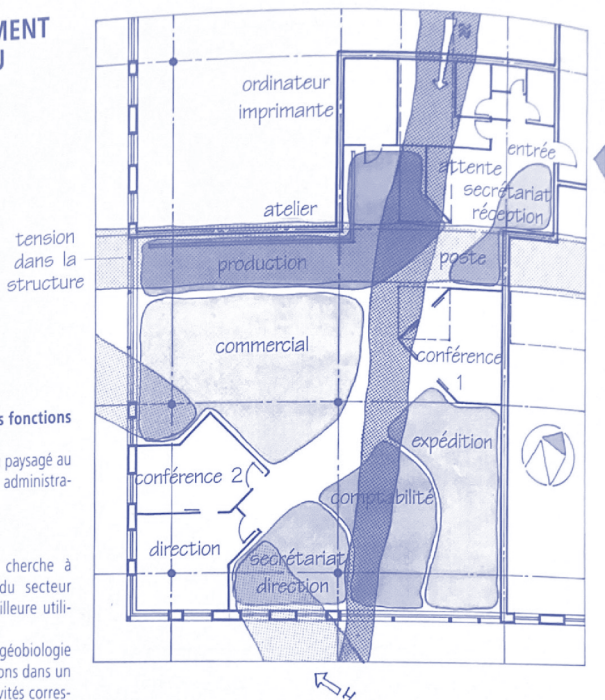 MENT
U
ordinateur
imprimante
entrée
attente
secrétariat
réception
atelier
tension
dans la
structure
production
poste
commercial
conférence
1
s fonctions
expédition
paysagé au
administra-
conférence 2
comptabilité
direction
secrétariat
direction
cherche à
du secteur
illeure utili-
géobiologie
ons dans un
vités corres-
H